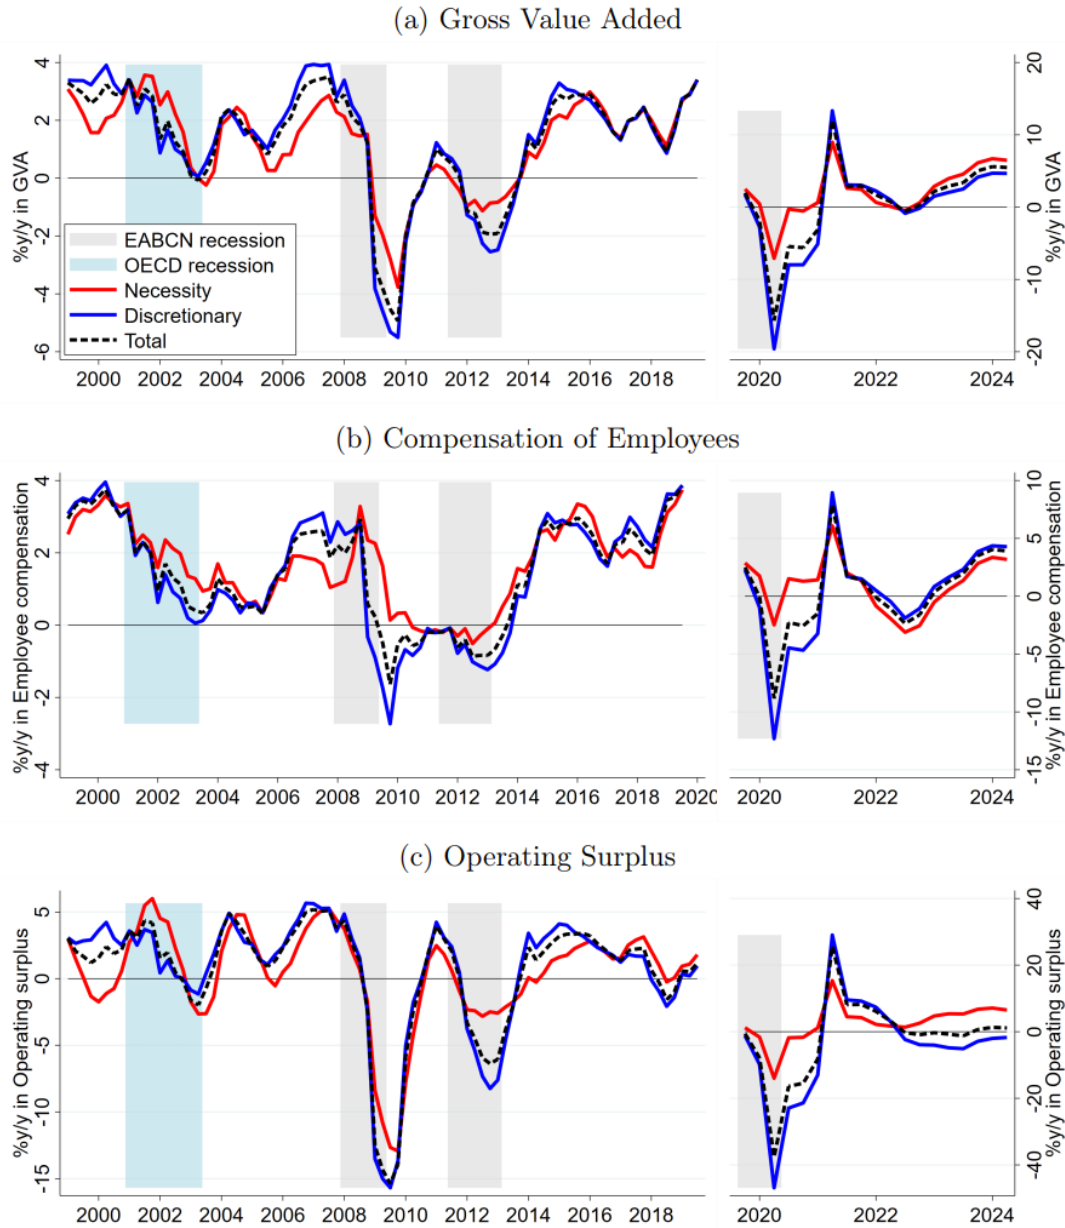 (a) Gross Value Added
%y/y in GVA
4
2
0
-2
-4
-6
EABCN recession
OECD recession
Necessity
Discretionary
Total
2000 2002 2004 2006 2008 2010 2012 2014 2016 2018
20
10
0
-10
-20
%y/y in GVA
2020 2022 2024
(b) Compensation of Employees
%y/y in Employee compensation
4
2
0
-2
-4
2000 2002 2004 2006 2008 2010 2012 2014 2016 2018 2020
10
5
0
-5
-10
-15
%y/y in Employee compensation
2020 2022 2024
(c) Operating Surplus
%y/y in Operating surplus
5
0
-5
-10
-15
2000 2002 2004 2006 2008 2010 2012 2014 2016 2018
40
20
0
-20
-40
%y/y in Operating surplus
2020 2022 2024